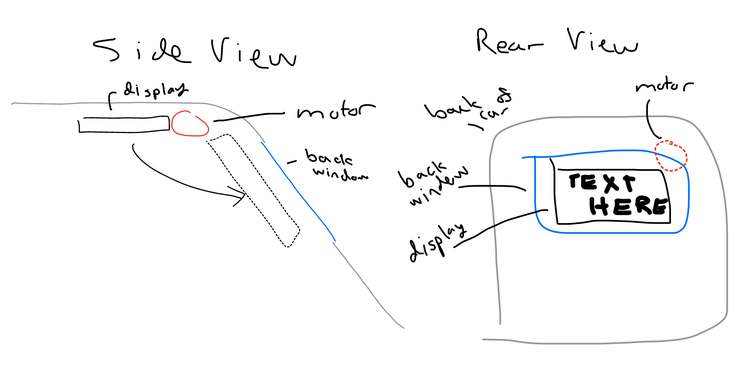 Side View
display
motor
back
window
Rear View
motor
back of
car
back
window
display
TEXT
HERE